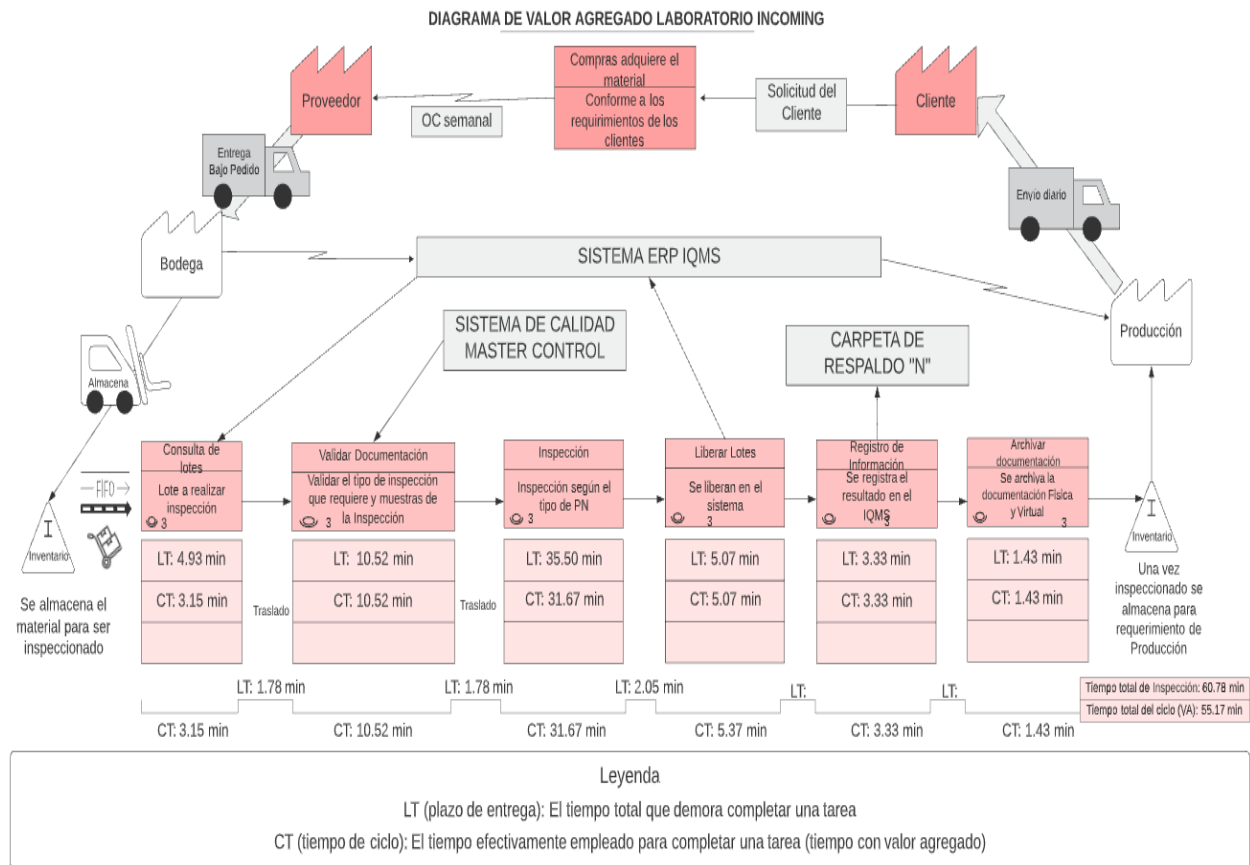 DIAGRAMA DE VALOR AGREGADO LABORATORIO INCOMING
Proveedor
OC semanal
Compras adquiere el
material
Conforme a los
requirimientos de los
clientes
Solicitud del
Cliente
Cliente
Entrega
Bajo Pedido
Envio diario
Bodega
SISTEMA ERP IQMS
Producción
SISTEMA DE CALIDAD
MASTER CONTROL
CARPETA DE
RESPALDO "N"
Almacena
FIFO
I
Inventario
Se almacena el
material para ser
inspeccionado
Consulta de
lotes
Lote a realizar
inspección
3
LT: 4.93 min
CT: 3.15 min
Traslado
Validar Documentación
Validar el tipo de inspección
que requiere y muestras de
la Inspección
3
LT: 10.52 min
CT: 10.52 min
Traslado
Inspección
Inspección según el
tipo de PN
3
LT: 35.50 min
CT: 31.67 min
Liberar Lotes
Se liberan en el
sistema
3
LT: 5.07 min
CT: 5.07 min
Registro de
Información
Se registra el
resultado en el
IQMS
3
LT: 3.33 min
CT: 3.33 min
Archivar
documentación
Se archiva la
documentación Física
y Virtual
3
LT: 1.43 min
CT: 1.43 min
I
Inventario
Una vez
inspeccionado se
almacena para
requerimiento de
Producción
LT: 1.78 min
LT: 1.78 min
LT: 2.05 min
LT:
LT:
CT: 3.15 min
CT: 10.52 min
CT: 31.67 min
CT: 5.37 min
CT: 3.33 min
CT: 1.43 min
Tiempo total de Inspección: 60.78 min
Tiempo total del ciclo (VA): 55.17 min
Leyenda
LT (plazo de entrega): El tiempo total que demora completar una tarea
CT (tiempo de ciclo): El tiempo efectivamente empleado para completar una tarea (tiempo con valor agregado)